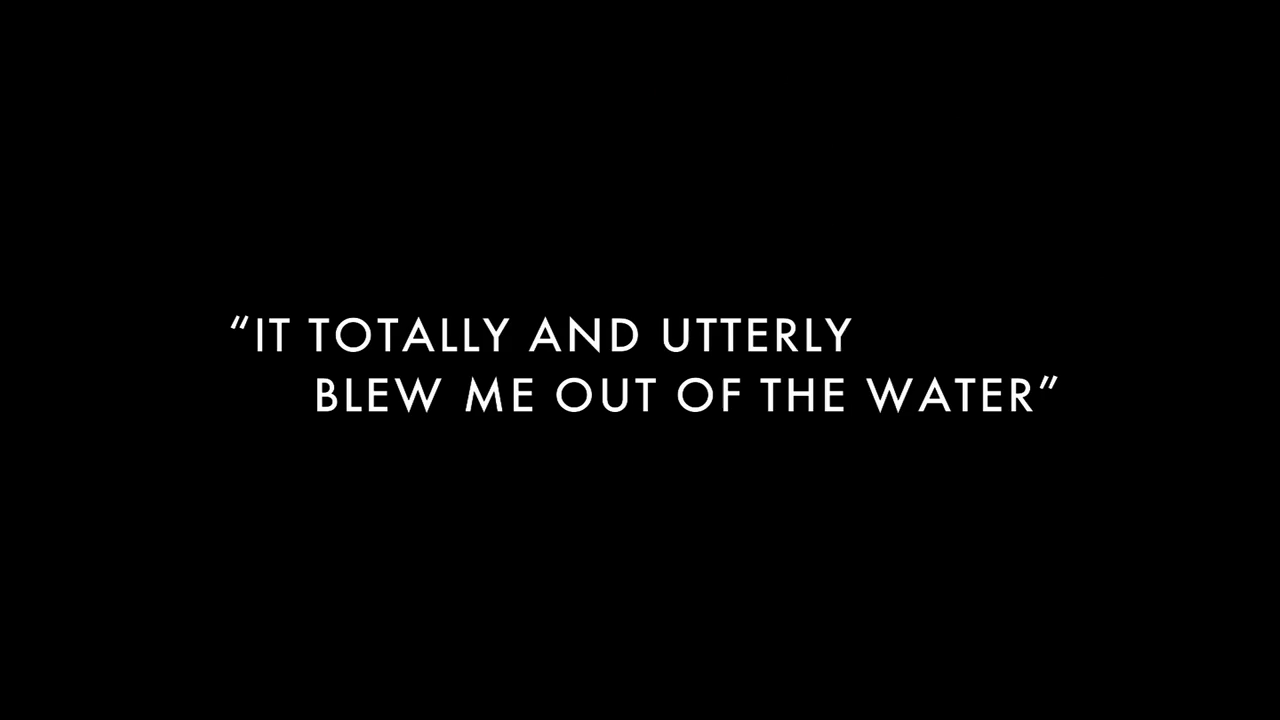 “IT TOTALLY AND UTTERLY
BLEW ME OUT OF THE WATER”